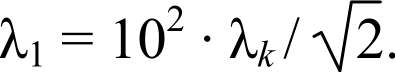 λ₁ = 10² · λₖ/√2.